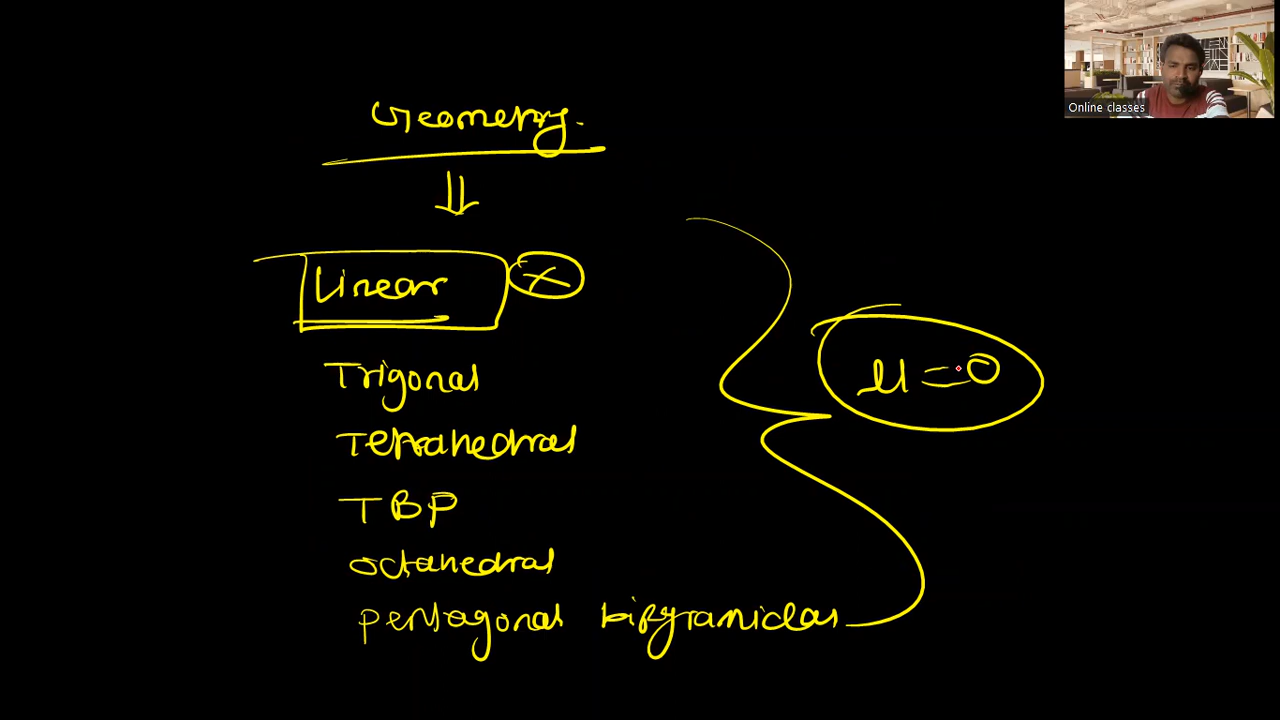 Online classes
Geometry.
⇓
Linear ×
Trigonal
Tetrahedral
TBP
octahedral
μ = 0
pentagonal bipyramidal